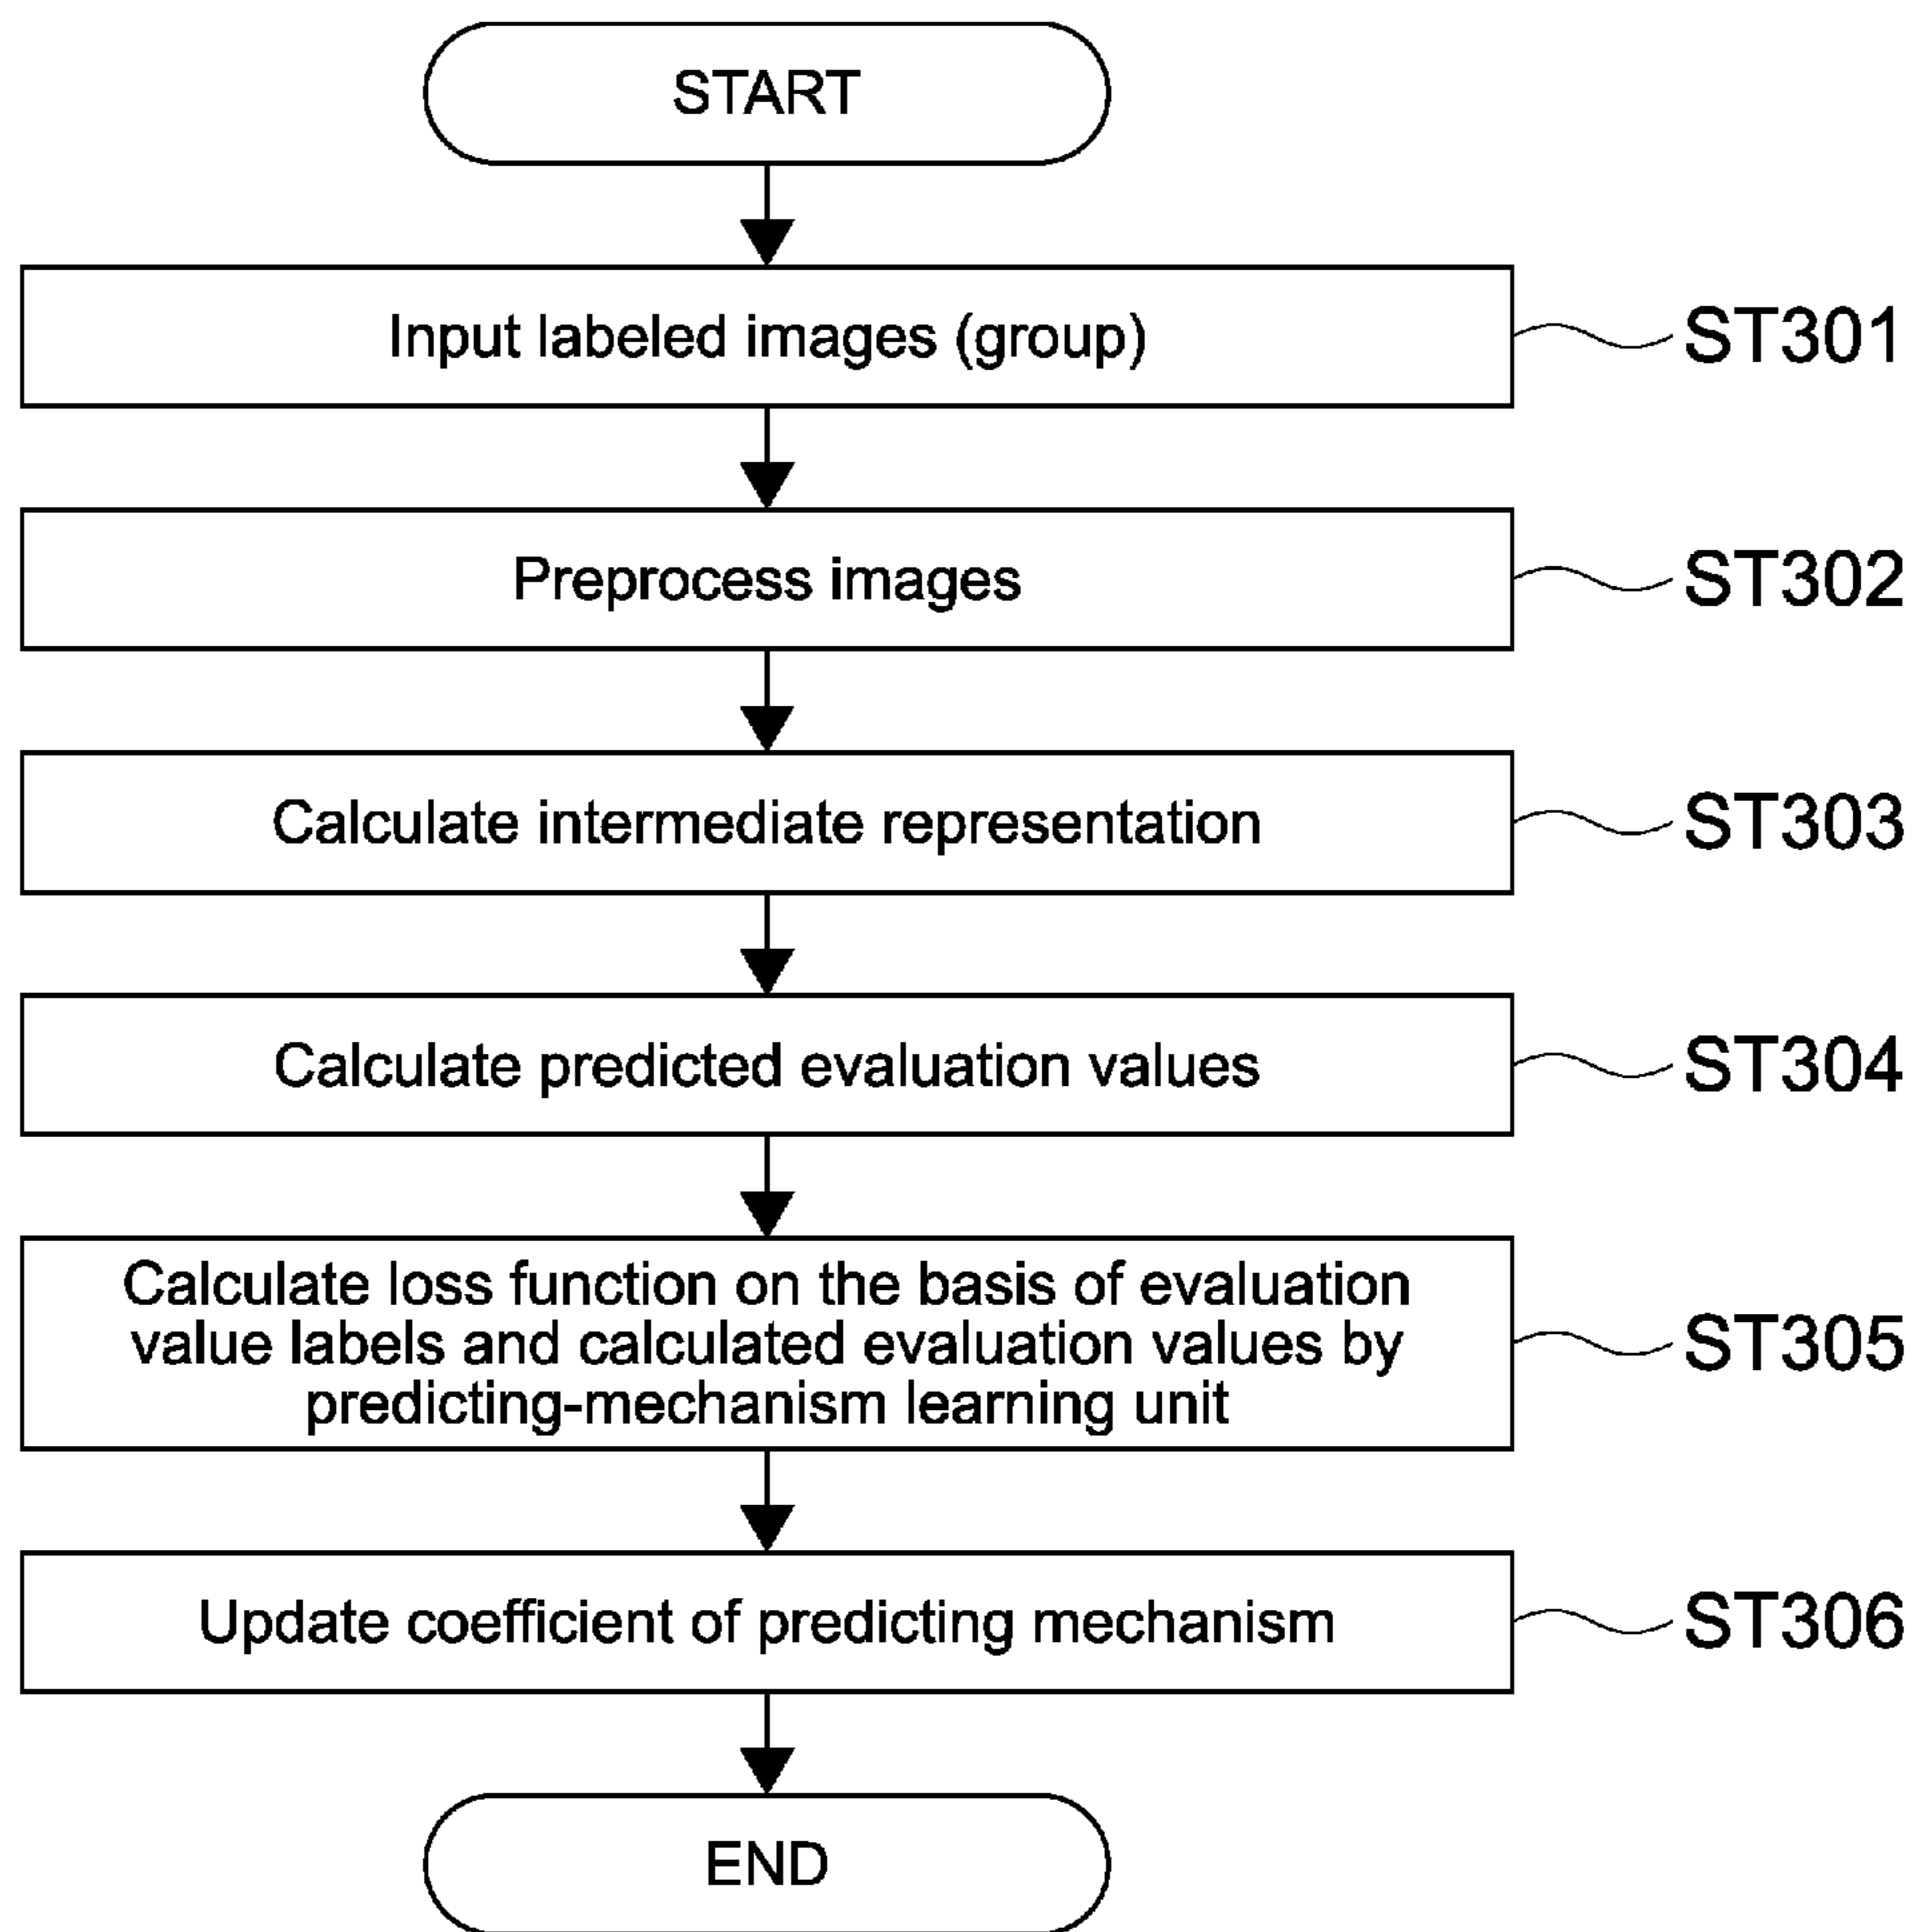 START
Input labeled images (group)
ST301
Preprocess images
ST302
Calculate intermediate representation
ST303
Calculate predicted evaluation values
ST304
Calculate loss function on the basis of evaluation
value labels and calculated evaluation values by
predicting-mechanism learning unit
ST305
Update coefficient of predicting mechanism
ST306
END